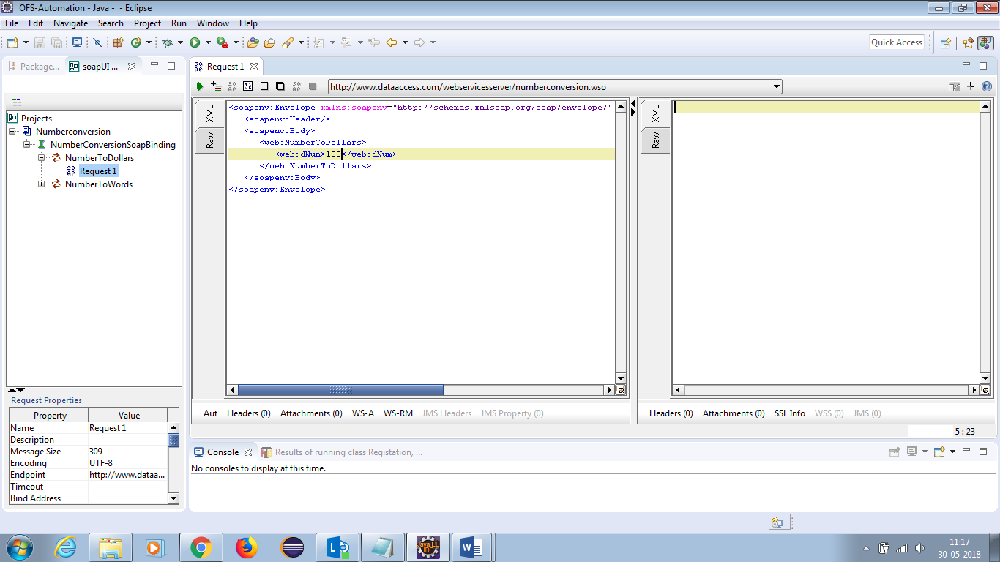 OFS-Automation - Java -  - Eclipse
File Edit Navigate Search Project Run Window Help
Quick Access
Package...
soapUI ...
Request 1
http://www.dataaccess.com/webservicesserver/numberconversion.wso
Projects
Numberconversion
NumberConversionSoapBinding
NumberToDollars
Request 1
NumberToWords
XML
Raw
<soapenv:Envelope xmlns:soapenv="http://schemas.xmlsoap.org/soap/envelope/"
<soapenv:Header/>
<soapenv:Body>
<web:NumberToDollars>
<web:dNum>100</web:dNum>
</web:NumberToDollars>
</soapenv:Body>
</soapenv:Envelope>
XML
Raw
Aut Headers (0) Attachments (0) WS-A WS-RM JMS Headers JMS Property (0)
Headers (0) Attachments (0) SSL Info WSS (0) JMS (0)
5 : 23
Request Properties
Property Value
Name Request 1
Description
Message Size 309
Encoding UTF-8
Endpoint http://www.dataa...
Timeout
Bind Address
Console
Results of running class Registation, ...
No consoles to display at this time.
Java EE
IDE
11:17
30-05-2018